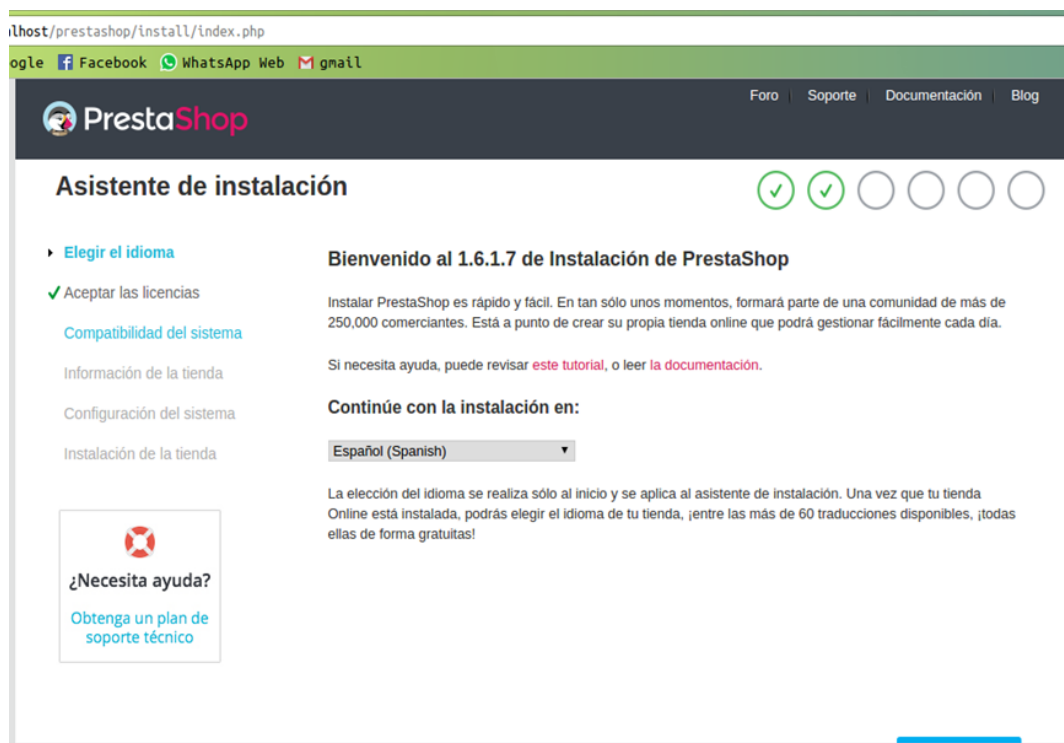 lhost/prestashop/install/index.php
ogle Facebook WhatsApp Web gmail
Foro Soporte Documentación Blog
PrestaShop
Asistente de instalación
Elegir el idioma
Aceptar las licencias
Compatibilidad del sistema
Información de la tienda
Configuración del sistema
Instalación de la tienda
¿Necesita ayuda?
Obtenga un plan de
soporte técnico
Bienvenido al 1.6.1.7 de Instalación de PrestaShop
Instalar PrestaShop es rápido y fácil. En tan sólo unos momentos, formará parte de una comunidad de más de
250,000 comerciantes. Está a punto de crear su propia tienda online que podrá gestionar fácilmente cada día.
Si necesita ayuda, puede revisar este tutorial, o leer la documentación.
Continúe con la instalación en:
Español (Spanish)
La elección del idioma se realiza sólo al inicio y se aplica al asistente de instalación. Una vez que tu tienda
Online está instalada, podrás elegir el idioma de tu tienda, ¡entre las más de 60 traducciones disponibles, ¡todas
ellas de forma gratuitas!